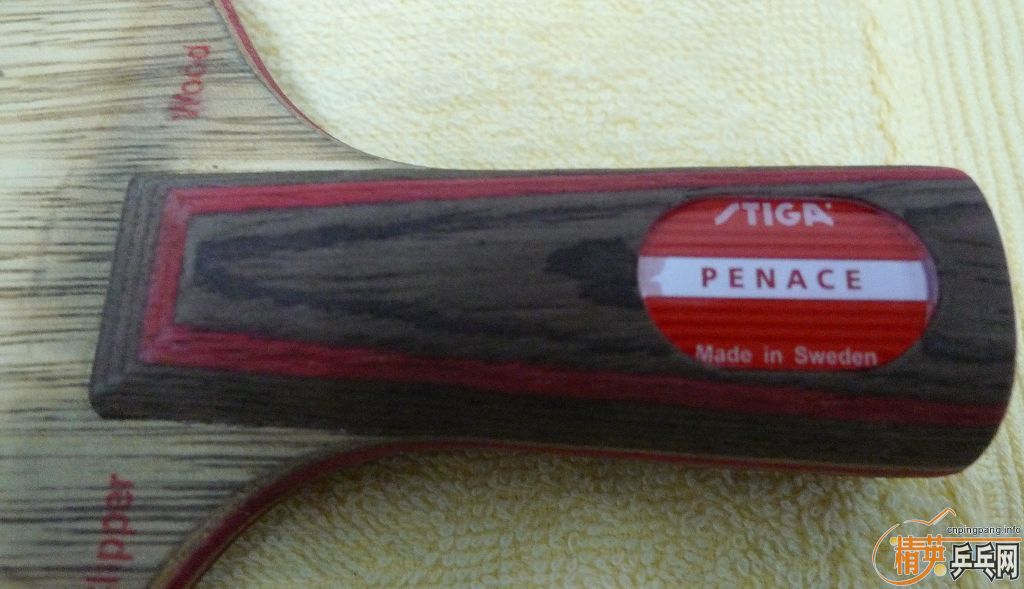 Wood
STIGA
PENACE
Made in Sweden
ipper
cnpingpang.info
精英乒乓网